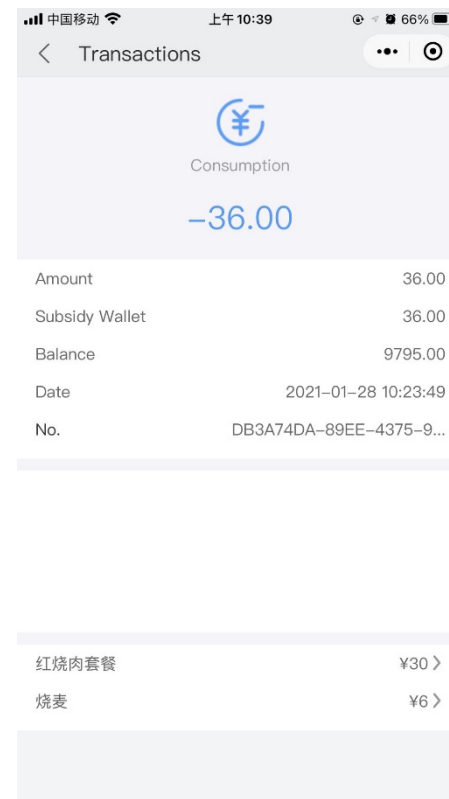 中国移动 上午10:39 66%
Transactions
¥
Consumption
-36.00
Amount 36.00
Subsidy Wallet 36.00
Balance 9795.00
Date 2021-01-28 10:23:49
No. DB3A74DA-89EE-4375-9...
红烧肉套餐 ¥30
烧麦 ¥6